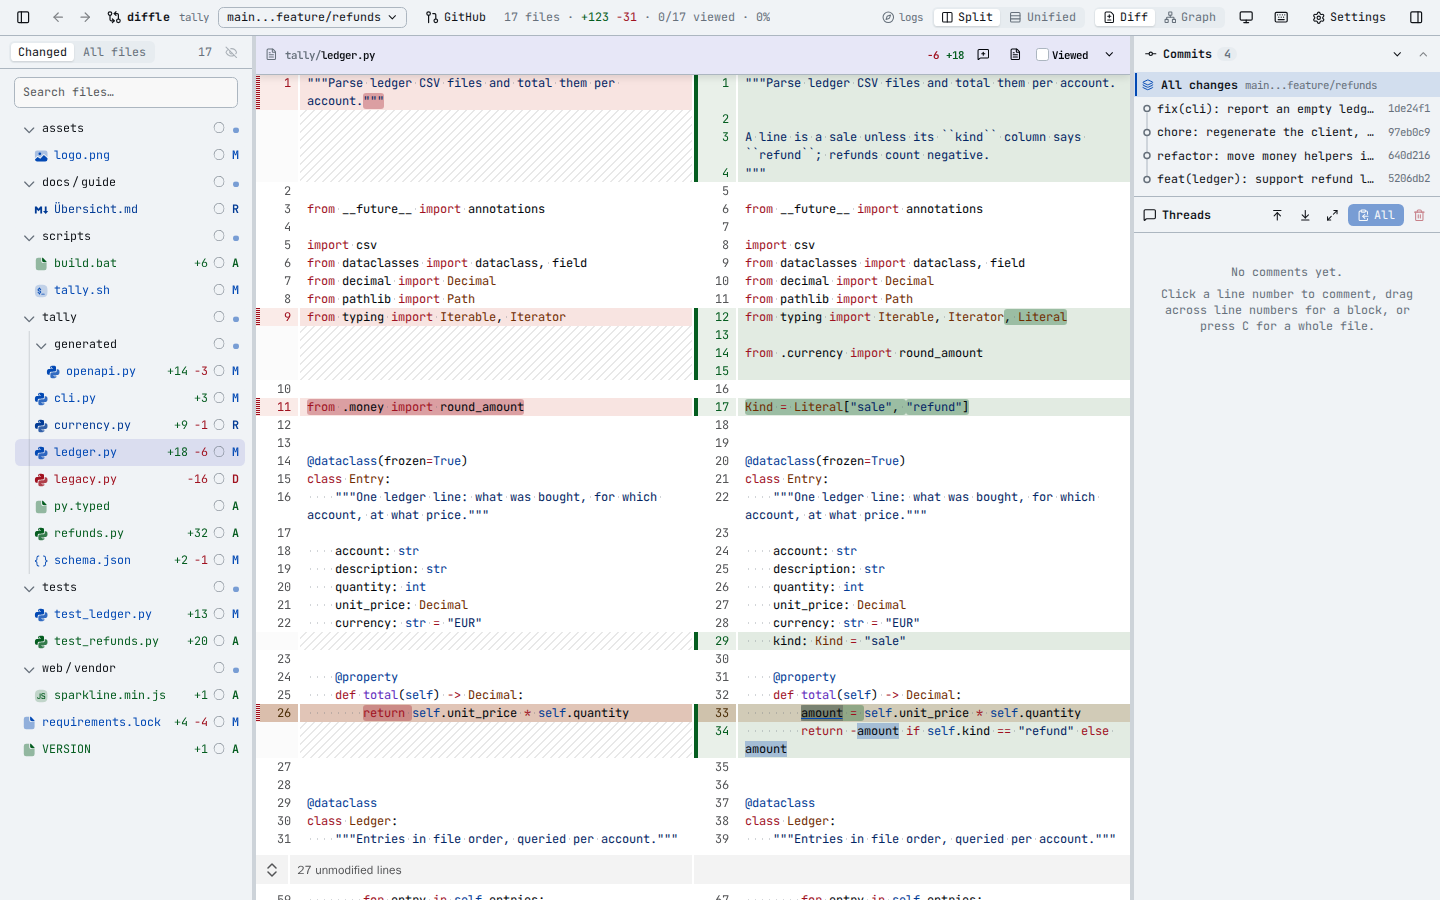 diffle tally main...feature/refunds GitHub 17 files · +123 -31 · 0/17 viewed · 0% logs Split Unified Diff Graph Settings
Changed All files 17
Search files…
assets
logo.png M
docs/guide
Übersicht.md R
scripts
build.bat +6 A
tally.sh M
tally
generated
openapi.py +14 -3 M
cli.py +3 M
currency.py +9 -1 R
ledger.py +18 -6 M
legacy.py -16 D
py.typed A
refunds.py +32 A
schema.json +2 -1 M
tests
test_ledger.py +13 M
test_refunds.py +20 A
web/vendor
sparkline.min.js +1 A
requirements.lock +4 -4 M
VERSION +1 A
tally/ledger.py -6 +18 Viewed
1 """Parse ledger CSV files and total them per
account."""
2
3 from __future__ import annotations
4
5 import csv
6 from dataclasses import dataclass, field
7 from decimal import Decimal
8 from pathlib import Path
9 from typing import Iterable, Iterator
10
11 from .money import round_amount
12
13
14 @dataclass(frozen=True)
15 class Entry:
16 """One ledger line: what was bought, for which
account, at what price."""
17
18 account: str
19 description: str
20 quantity: int
21 unit_price: Decimal
22 currency: str = "EUR"
23
24 @property
25 def total(self) -> Decimal:
26 return self.unit_price * self.quantity
27
28
29 @dataclass
30 class Ledger:
31 """Entries in file order, queried per account."""
27 unmodified lines
59 for entry in self.entries:
1 """Parse ledger CSV files and total them per account.
2
3 A line is a sale unless its ``kind`` column says
``refund``; refunds count negative.
4 """
5
6 from __future__ import annotations
7
8 import csv
9 from dataclasses import dataclass, field
10 from decimal import Decimal
11 from pathlib import Path
12 from typing import Iterable, Iterator, Literal
13
14 from .currency import round_amount
15
16
17 Kind = Literal["sale", "refund"]
18
19
20 @dataclass(frozen=True)
21 class Entry:
22 """One ledger line: what was bought, for which
account, at what price."""
23
24 account: str
25 description: str
26 quantity: int
27 unit_price: Decimal
28 currency: str = "EUR"
29 kind: Kind = "sale"
30
31 @property
32 def total(self) -> Decimal:
33 amount = self.unit_price * self.quantity
34 return -amount if self.kind == "refund" else
amount
35
36
37 @dataclass
38 class Ledger:
39 """Entries in file order, queried per account."""
67 for entry in self.entries:
Commits 4
All changes main...feature/refunds
fix(cli): report an empty ledg… 1de24f1
chore: regenerate the client, … 97eb0c9
refactor: move money helpers i… 640d216
feat(ledger): support refund l… 5206db2
Threads All
No comments yet.
Click a line number to comment, drag
across line numbers for a block, or
press C for a whole file.